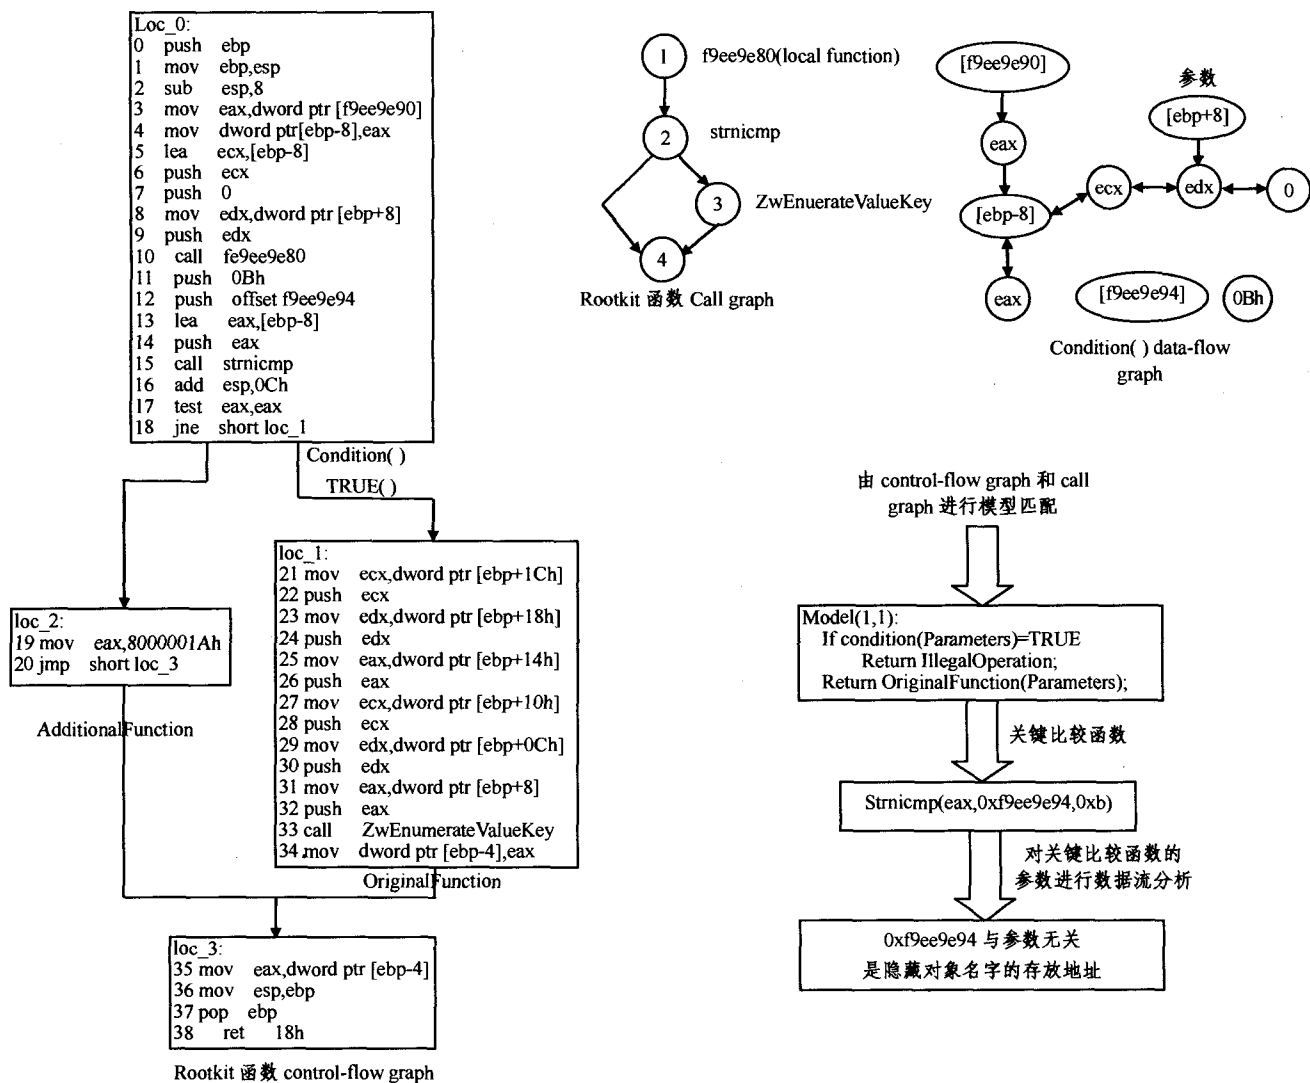 Loc_0:
0 push ebp
1 mov ebp,esp
2 sub esp,8
3 mov eax,dword ptr [f9ee9e90]
4 mov dword ptr[ebp-8],eax
5 lea ecx,[ebp-8]
6 push ecx
7 push 0
8 mov edx,dword ptr [ebp+8]
9 push edx
10 call fe9ee9e80
11 push 0Bh
12 push offset f9ee9e94
13 lea eax,[ebp-8]
14 push eax
15 call strnicmp
16 add esp,0Ch
17 test eax,eax
18 jne short loc_1
Condition( )
TRUE( )
loc_2:
19 mov eax,8000001Ah
20 jmp short loc_3
AdditionalFunction
loc_1:
21 mov ecx,dword ptr [ebp+1Ch]
22 push ecx
23 mov edx,dword ptr [ebp+18h]
24 push edx
25 mov eax,dword ptr [ebp+14h]
26 push eax
27 mov ecx,dword ptr [ebp+10h]
28 push ecx
29 mov edx,dword ptr [ebp+0Ch]
30 push edx
31 mov eax,dword ptr [ebp+8]
32 push eax
33 call ZwEnumerateValueKey
34 mov dword ptr [ebp-4],eax
OriginalFunction
loc_3:
35 mov eax,dword ptr [ebp-4]
36 mov esp,ebp
37 pop ebp
38 ret 18h
Rootkit 函数 control-flow graph
1
f9ee9e80(local function)
2
strnicmp
3
ZwEnuerateValueKey
4
Rootkit 函数 Call graph
[f9ee9e90]
参数
[ebp+8]
eax
ecx
edx
0
[ebp-8]
eax
[f9ee9e94]
0Bh
Condition( ) data-flow
graph
由 control-flow graph 和 call
graph 进行模型匹配
Model(1,1):
If condition(Parameters)=TRUE
Return IllegalOperation;
Return OriginalFunction(Parameters);
关键比较函数
Strnicmp(eax,0xf9ee9e94,0xb)
对关键比较函数的
参数进行数据流分析
0xf9ee9e94 与参数无关
是隐藏对象名字的存放地址